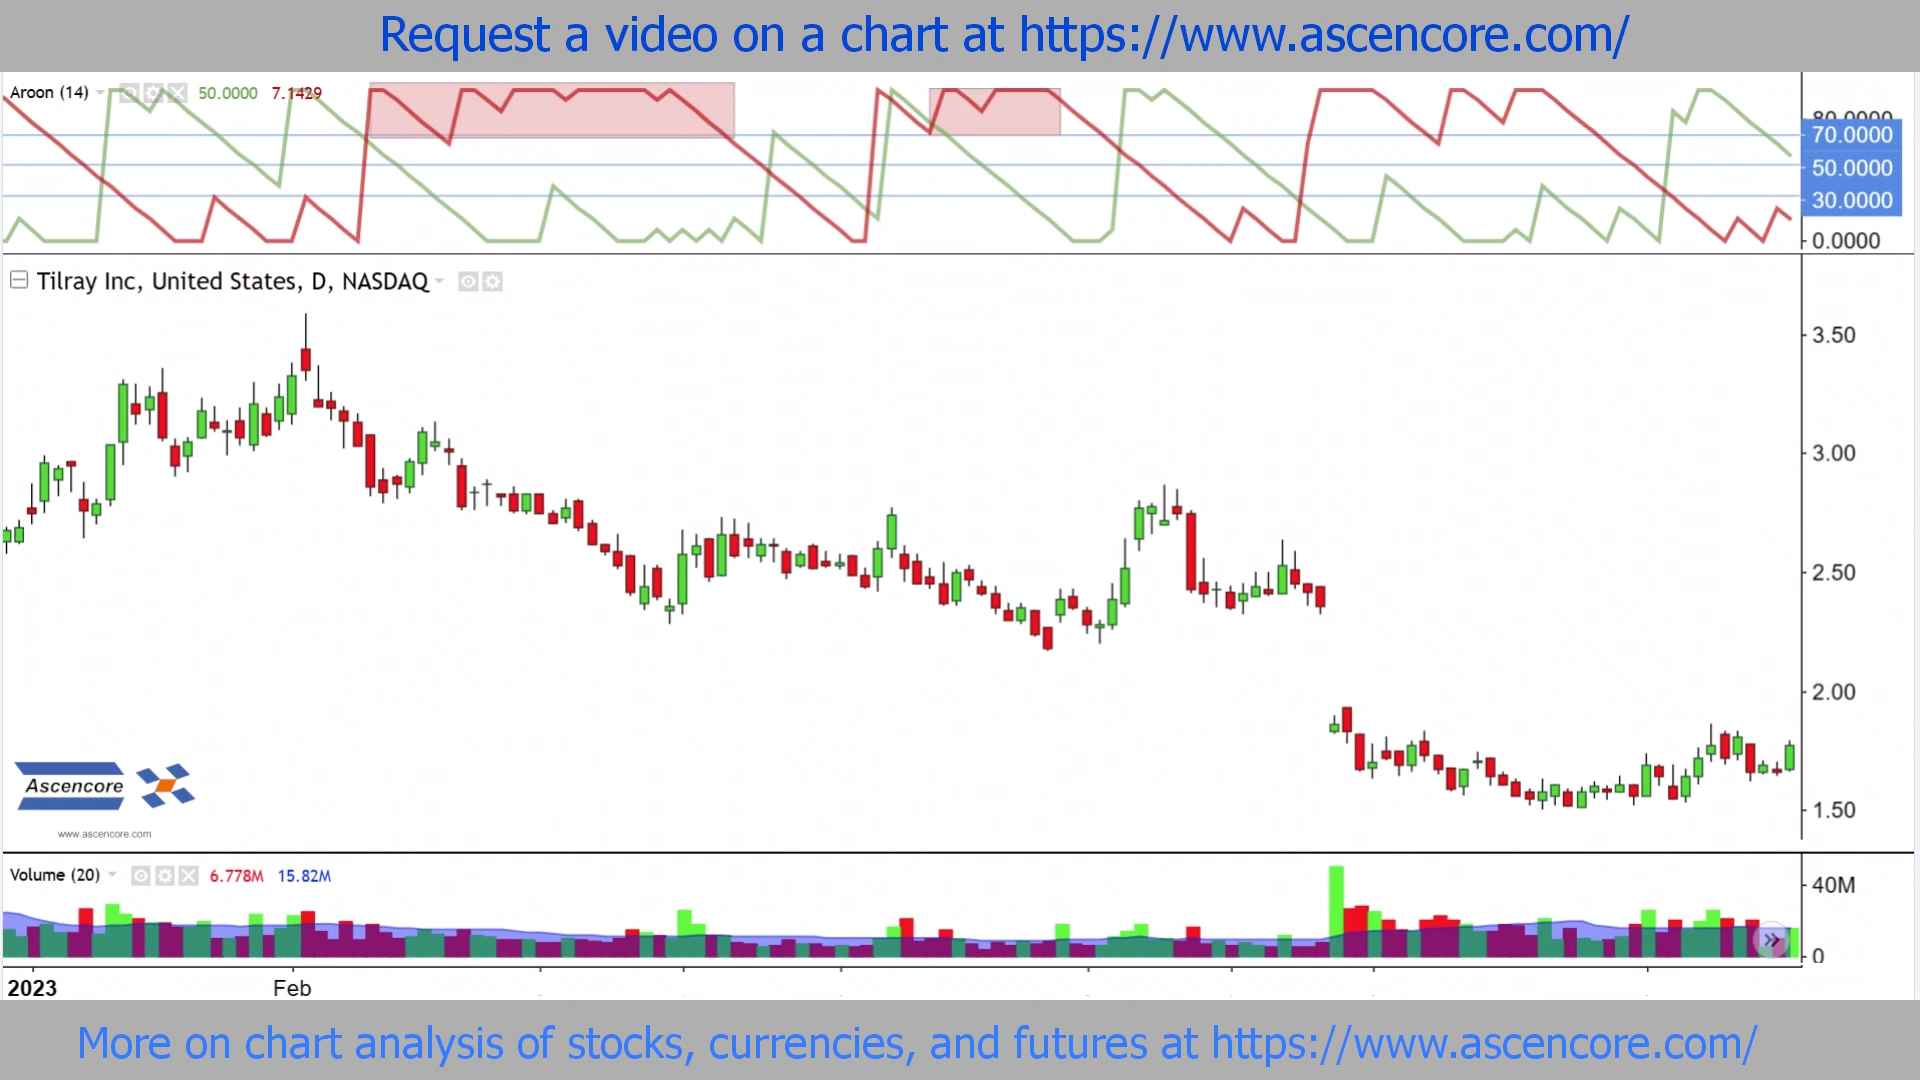 Request a video on a chart at https://www.ascencore.com/
Aroon (14) 50.0000 7.1429
80.0000
70.0000
50.0000
30.0000
0.0000
Tilray Inc, United States, D, NASDAQ
3.50
3.00
2.50
2.00
1.50
Ascencore
www.ascencore.com
Volume (20) 6.778M 15.82M
40M
0
2023 Feb
More on chart analysis of stocks, currencies, and futures at https://www.ascencore.com/